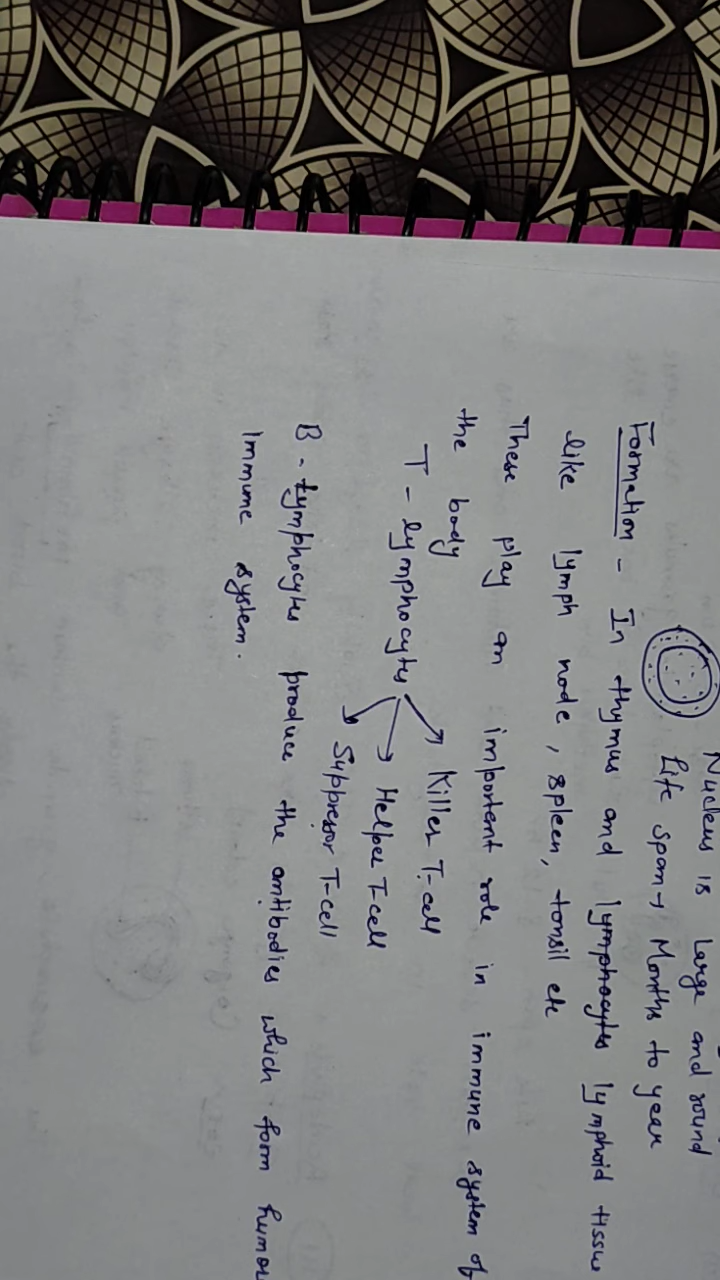 Nucleus is large and round
Life span → Months to year
Formation - In thymus and lymphocytes lymphoid tissue
like lymph node, spleen, tonsil etc
These play an importent role in immune system of
the body
T - lymphocytes
Killer T-cell
Helper T-cell
Suppressor T-cell
B - lymphocytes produce the antibodies which form humou
immune system.